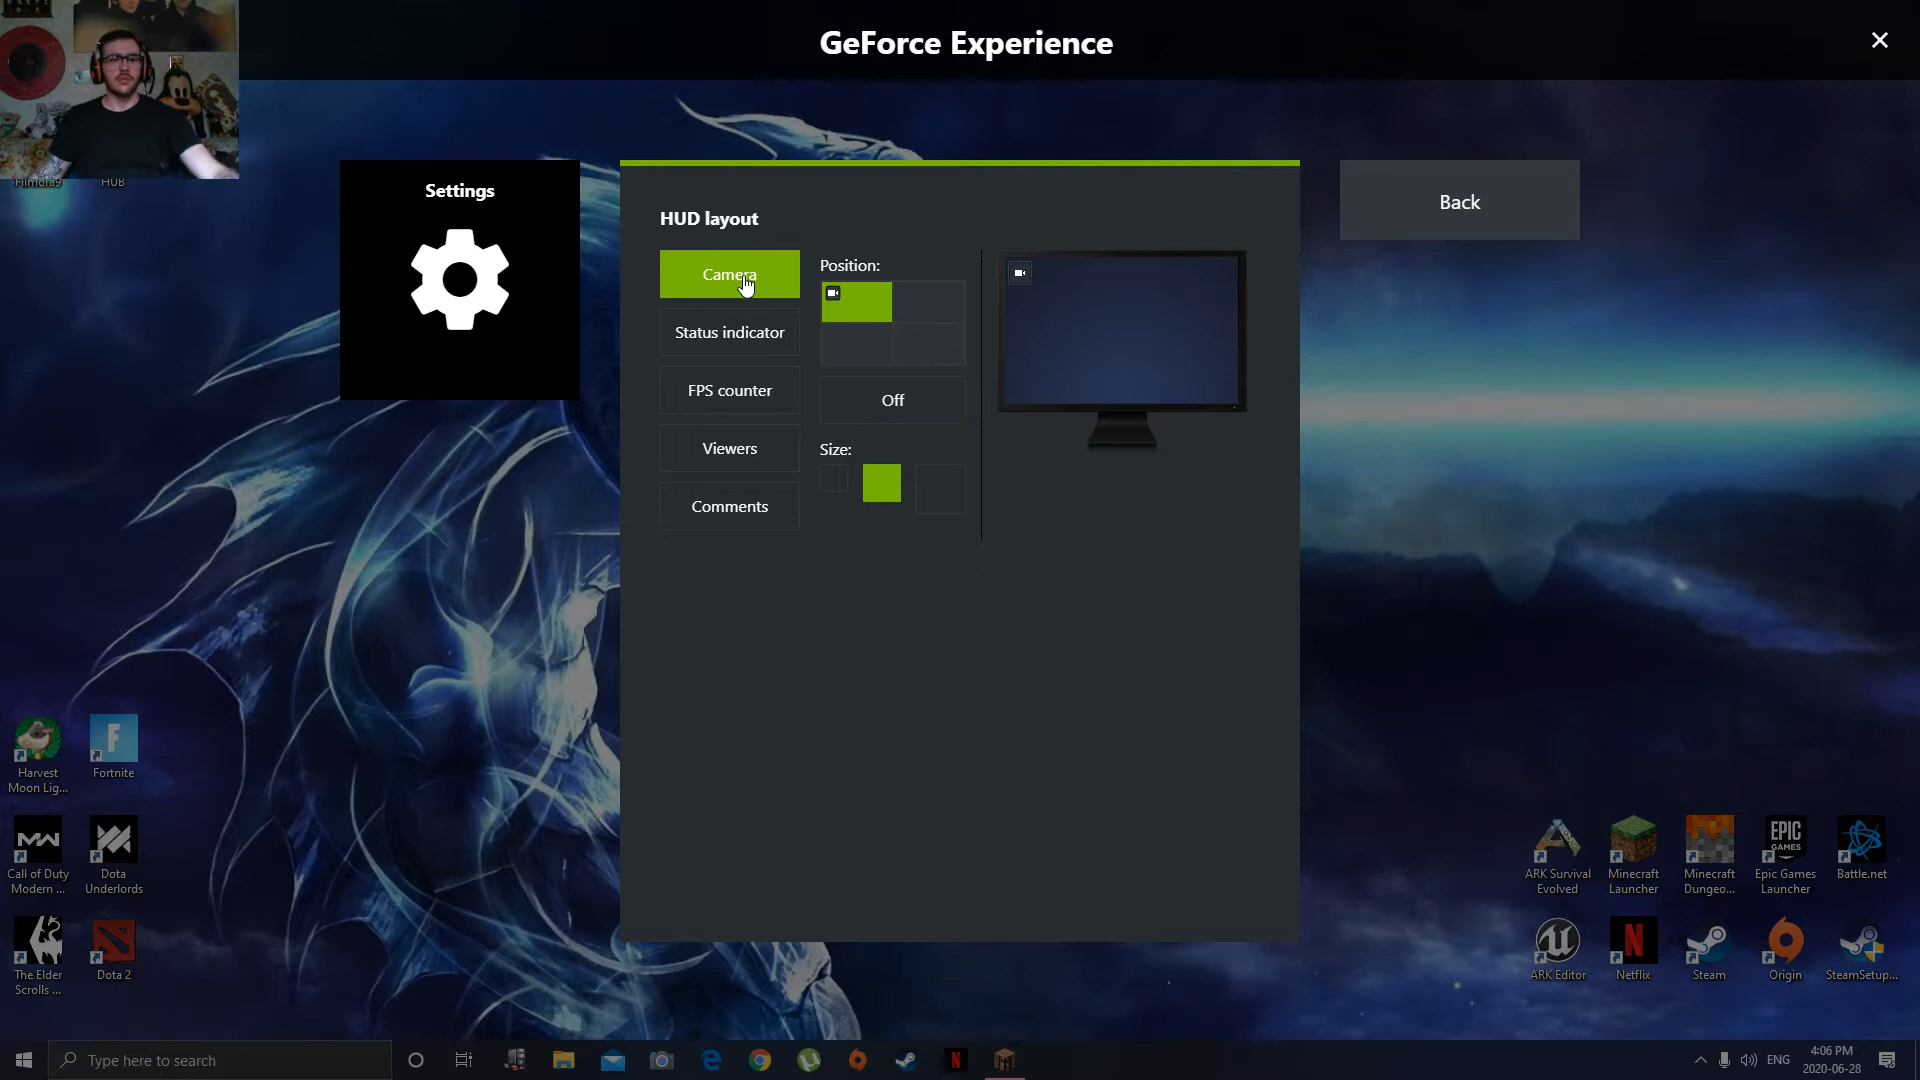 GeForce Experience
Filmora9
HUB
Settings
HUD layout
Back
Camera
Status indicator
FPS counter
Viewers
Comments
Position:
Off
Size:
Harvest
Moon Lig...
Fortnite
Call of Duty
Modern ...
Dota
Underlords
The Elder
Scrolls ...
Dota 2
ARK Survival
Evolved
Minecraft
Launcher
Minecraft
Dungeo...
EPIC
GAMES
Epic Games
Launcher
Battle.net
ARK Editor
Netflix
Steam
Origin
SteamSetup...
Type here to search
ENG
4:06 PM
2020-06-28